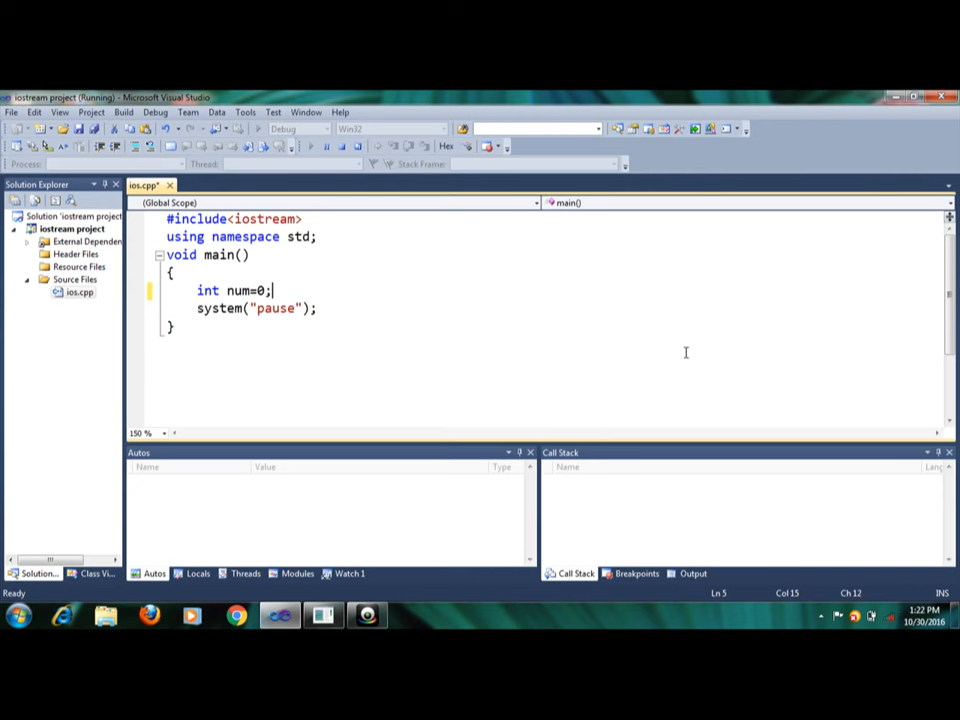 iostream project (Running) - Microsoft Visual Studio
File Edit View Project Build Debug Team Data Tools Test Window Help
Debug Win32
Hex
Process: Thread: Stack Frame:
Solution Explorer
ios.cpp*
(Global Scope) main()
Solution 'iostream project
iostream project
External Dependen
Header Files
Resource Files
Source Files
ios.cpp
#include<iostream>
using namespace std;
void main()
{
int num=0;
system("pause");
}
150 %
Autos
Name Value Type
Call Stack
Name Lang
Solution... Class Vi...
Autos Locals Threads Modules Watch 1
Call Stack Breakpoints Output
Ready Ln 5 Col 15 Ch 12 INS
1:22 PM
10/30/2016